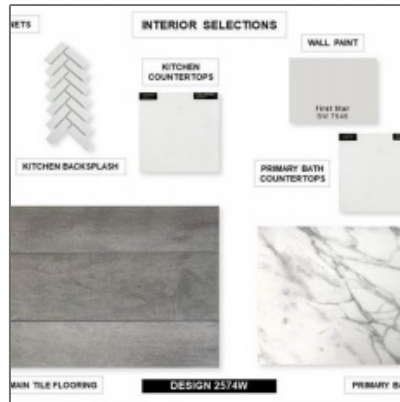 NETS
INTERIOR SELECTIONS
WALL PAINT
KITCHEN
COUNTERTOPS
First Star
SW 7646
KITCHEN BACKSPLASH
PRIMARY BATH
COUNTERTOPS
MAIN TILE FLOORING
DESIGN 2574W
PRIMARY BA